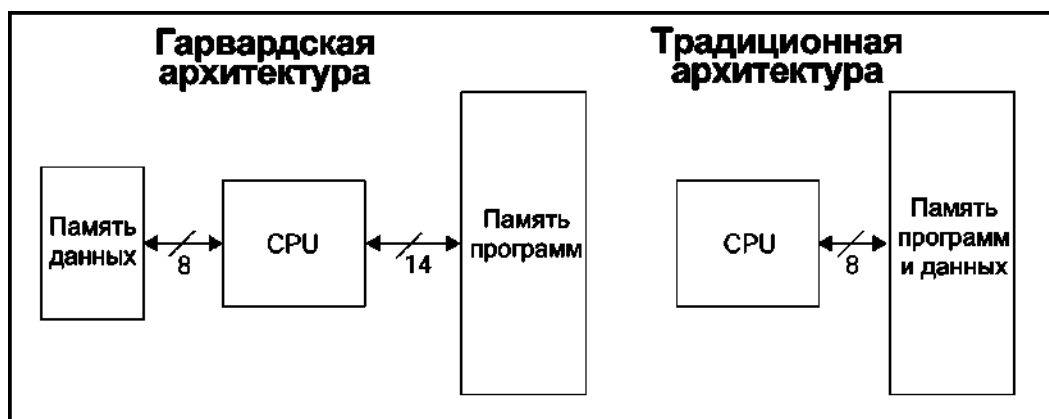 Гарвардская
архитектура
Традиционная
архитектура
Память
данных
8
CPU
14
Память
программ
CPU
8
Память
программ
и данных